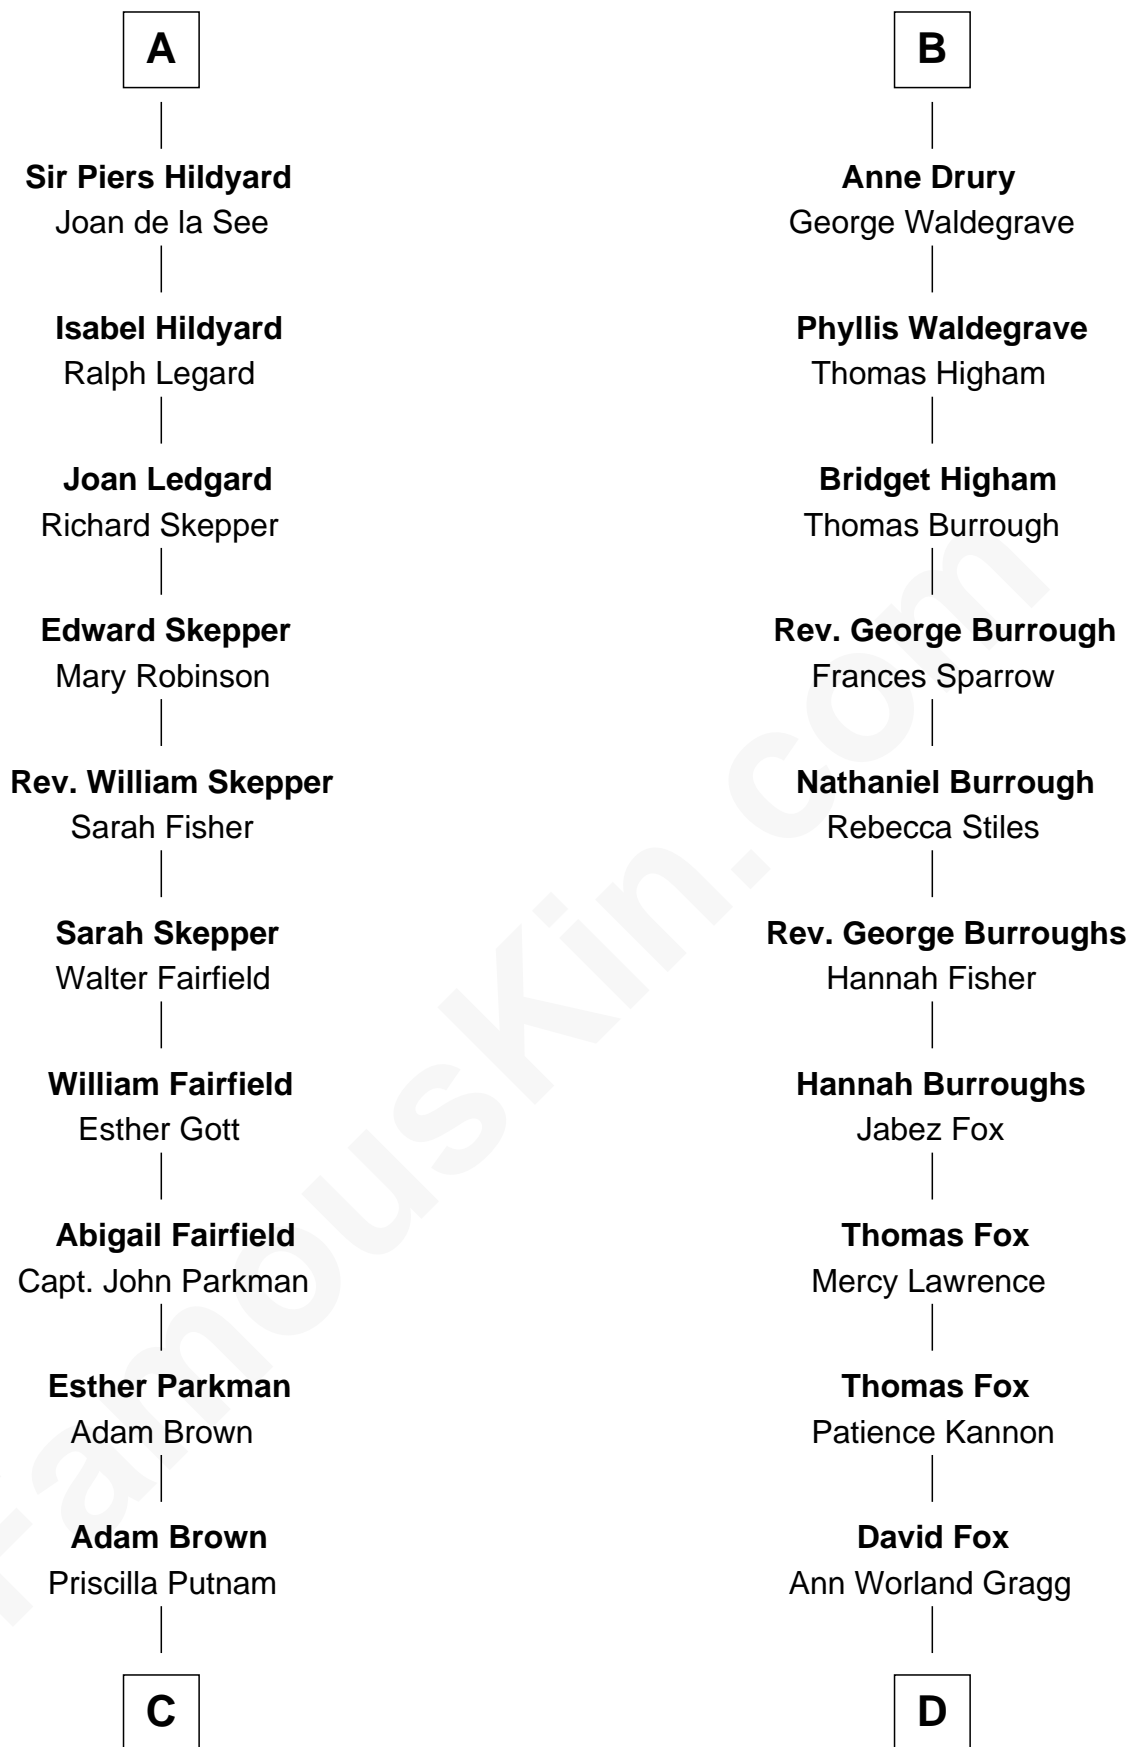 A
Sir Piers Hildyard
Joan de la See
Isabel Hildyard
Ralph Legard
Joan Ledgard
Richard Skepper
Edward Skepper
Mary Robinson
Rev. William Skepper
Sarah Fisher
Sarah Skepper
Walter Fairfield
William Fairfield
Esther Gott
Abigail Fairfield
Capt. John Parkman
Esther Parkman
Adam Brown
Adam Brown
Priscilla Putnam
C
B
Anne Drury
George Waldegrave
Phyllis Waldegrave
Thomas Higham
Bridget Higham
Thomas Burrough
Rev. George Burrough
Frances Sparrow
Nathaniel Burrough
Rebecca Stiles
Rev. George Burroughs
Hannah Fisher
Hannah Burroughs
Jabez Fox
Thomas Fox
Mercy Lawrence
Thomas Fox
Patience Kannon
David Fox
Ann Worland Gragg
D
FamousKin.com